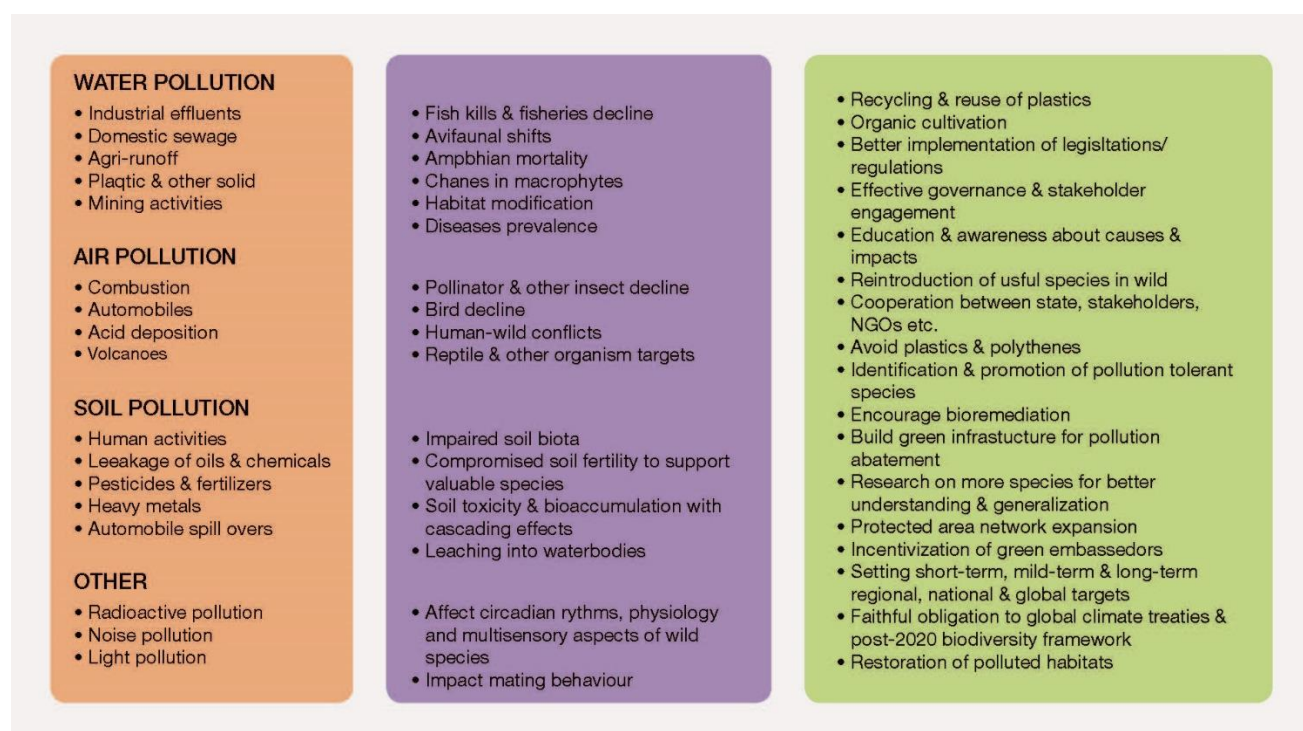 WATER POLLUTION
• Industrial effluents
• Domestic sewage
• Agri-runoff
• Plaqtic & other solid
• Mining activities
AIR POLLUTION
• Combustion
• Automobiles
• Acid deposition
• Volcanoes
SOIL POLLUTION
• Human activities
• Leeakage of oils & chemicals
• Pesticides & fertilizers
• Heavy metals
• Automobile spill overs
OTHER
• Radioactive pollution
• Noise pollution
• Light pollution
• Fish kills & fisheries decline
• Avifaunal shifts
• Ampbhian mortality
• Chanes in macrophytes
• Habitat modification
• Diseases prevalence
• Pollinator & other insect decline
• Bird decline
• Human-wild conflicts
• Reptile & other organism targets
• Impaired soil biota
• Compromised soil fertility to support
valuable species
• Soil toxicity & bioaccumulation with
cascading effects
• Leaching into waterbodies
• Affect circadian rythms, physiology
and multisensory aspects of wild
species
• Impact mating behaviour
• Recycling & reuse of plastics
• Organic cultivation
• Better implementation of legisltations/
regulations
• Effective governance & stakeholder
engagement
• Education & awareness about causes &
impacts
• Reintroduction of usful species in wild
• Cooperation between state, stakeholders,
NGOs etc.
• Avoid plastics & polythenes
• Identification & promotion of pollution tolerant
species
• Encourage bioremediation
• Build green infrastucture for pollution
abatement
• Research on more species for better
understanding & generalization
• Protected area network expansion
• Incentivization of green embassedors
• Setting short-term, mild-term & long-term
regional, national & global targets
• Faithful obligation to global climate treaties &
post-2020 biodiversity framework
• Restoration of polluted habitats